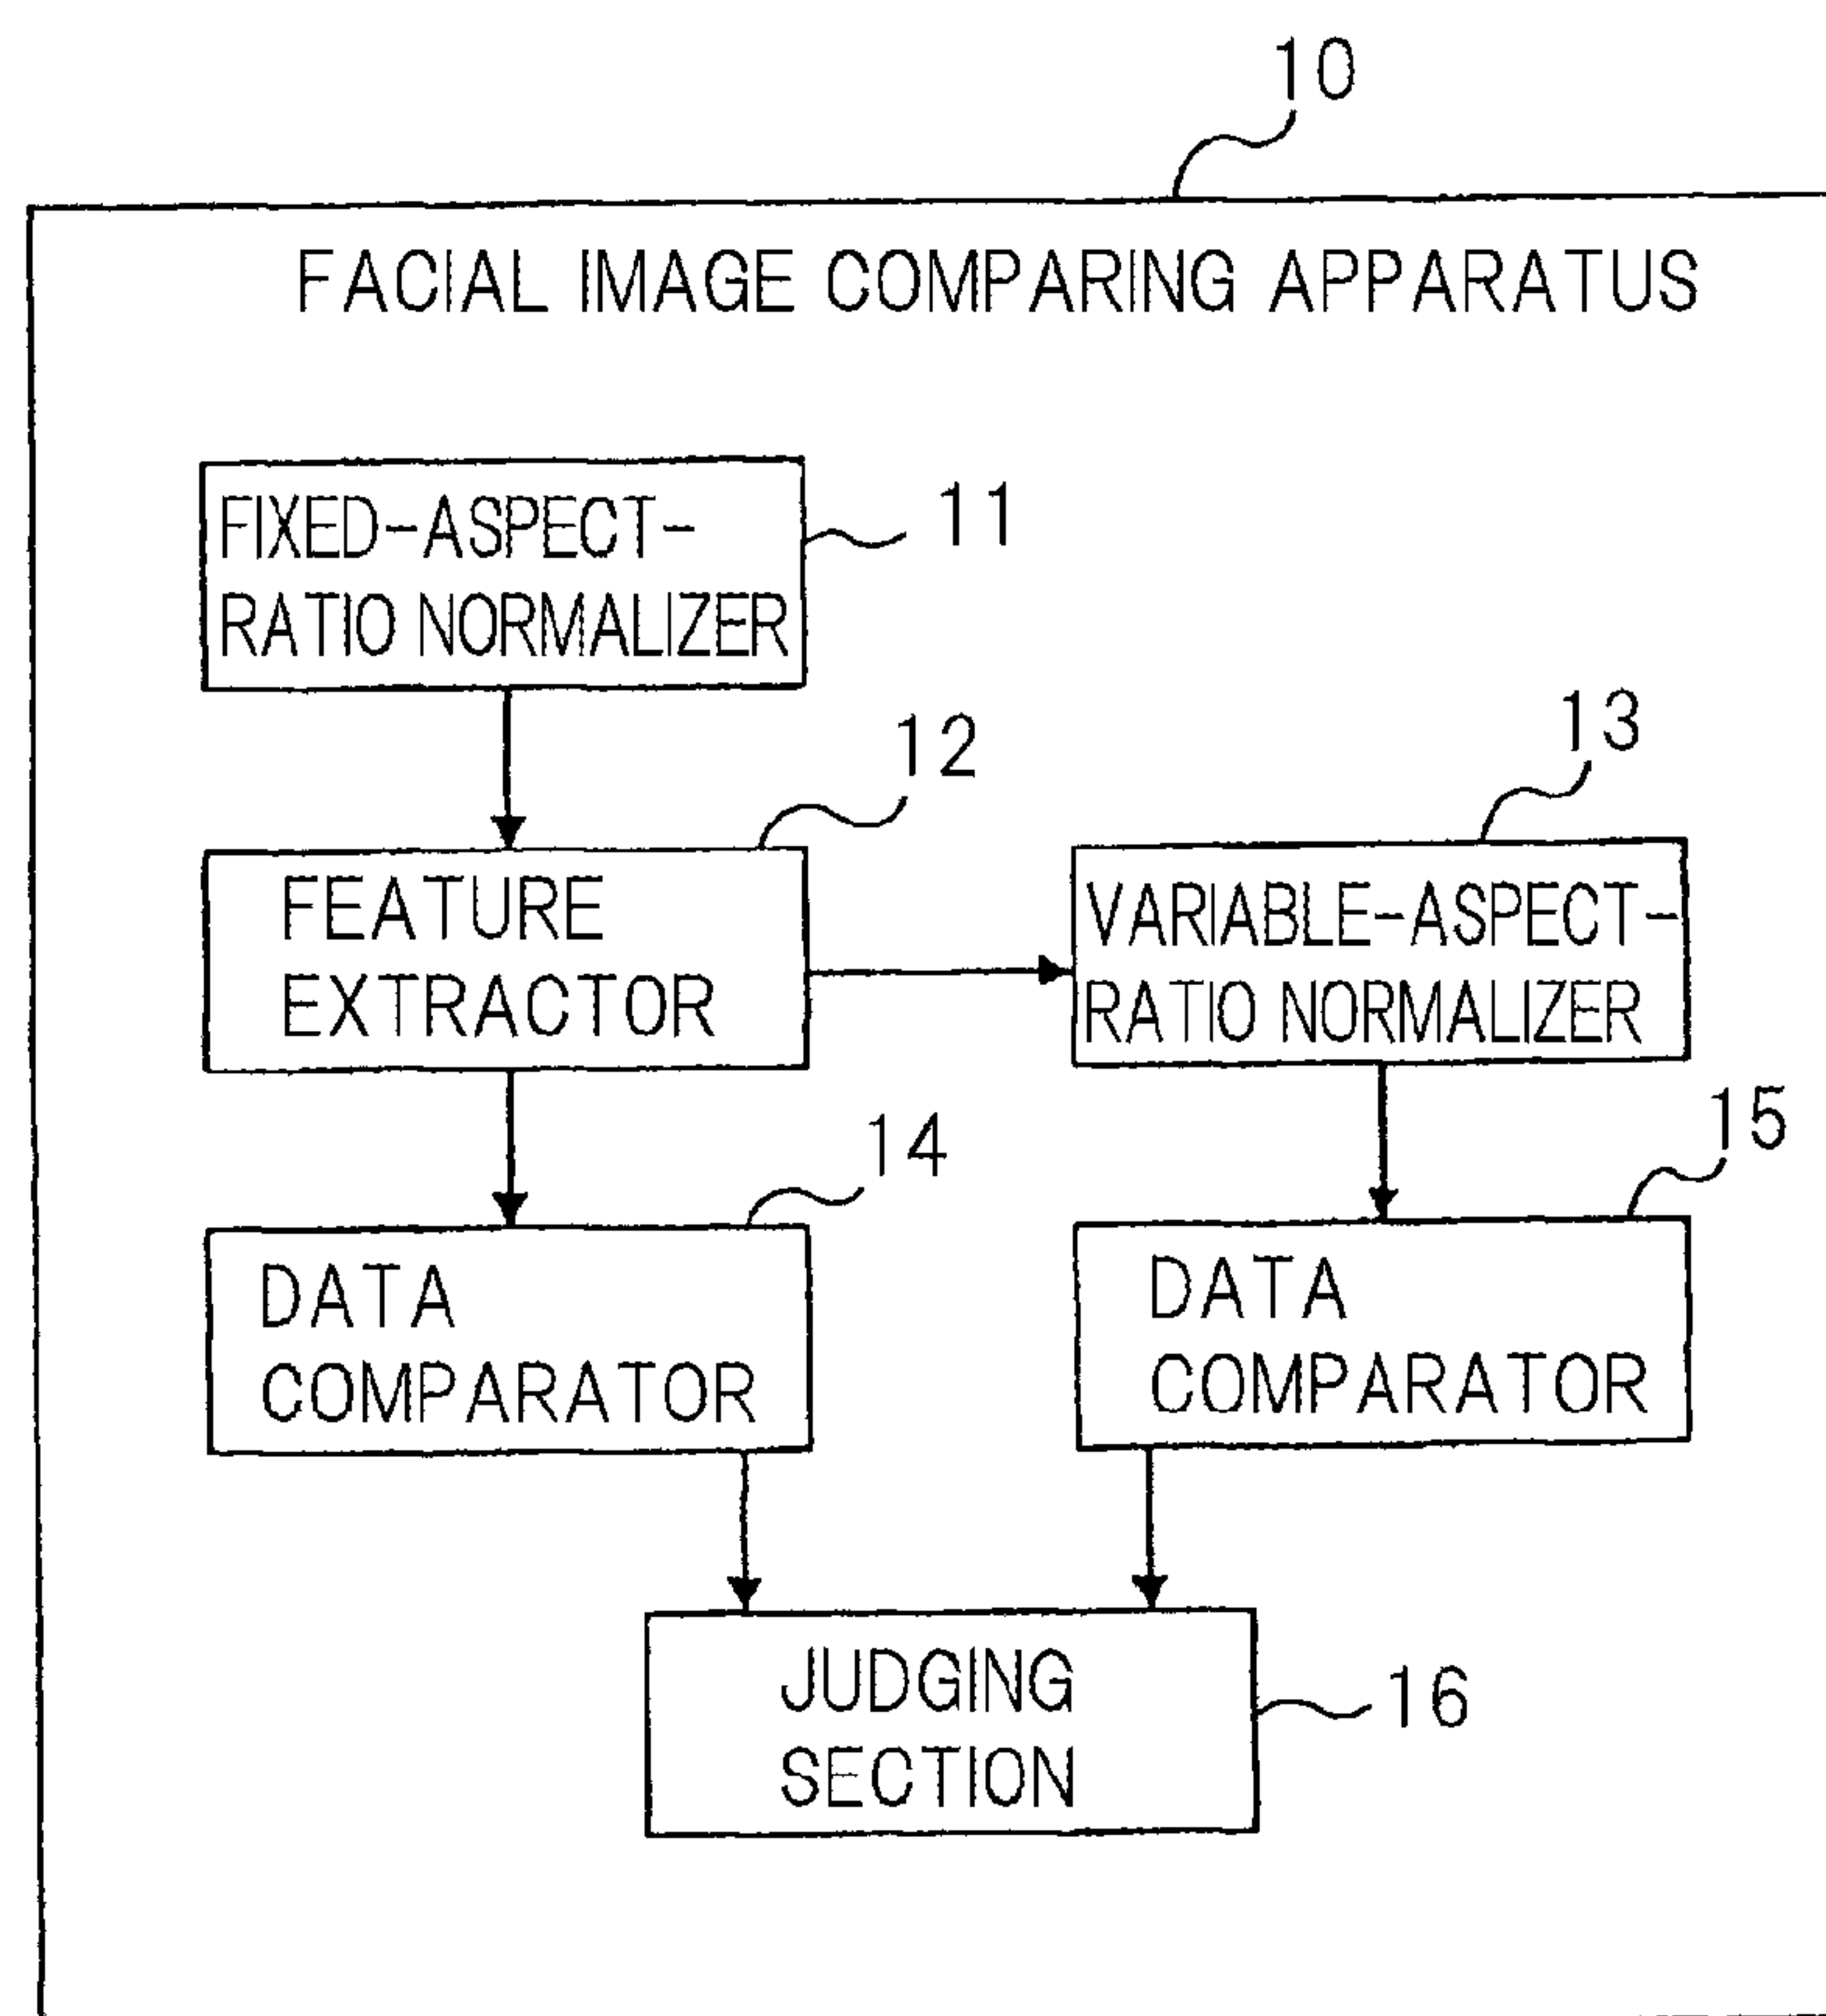 10
FACIAL IMAGE COMPARING APPARATUS
FIXED-ASPECT-
RATIO NORMALIZER
11
12
FEATURE
EXTRACTOR
13
VARIABLE-ASPECT-
RATIO NORMALIZER
14
DATA
COMPARATOR
15
DATA
COMPARATOR
JUDGING
SECTION
16